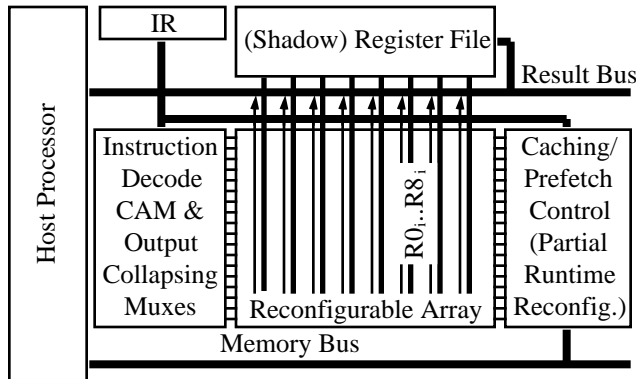 IR
(Shadow) Register File
Result Bus
Host Processor
Instruction
Decode
CAM &
Output
Collapsing
Muxes
R0i..R8i
Reconfigurable Array
Caching/
Prefetch
Control
(Partial
Runtime
Reconfig.)
Memory Bus